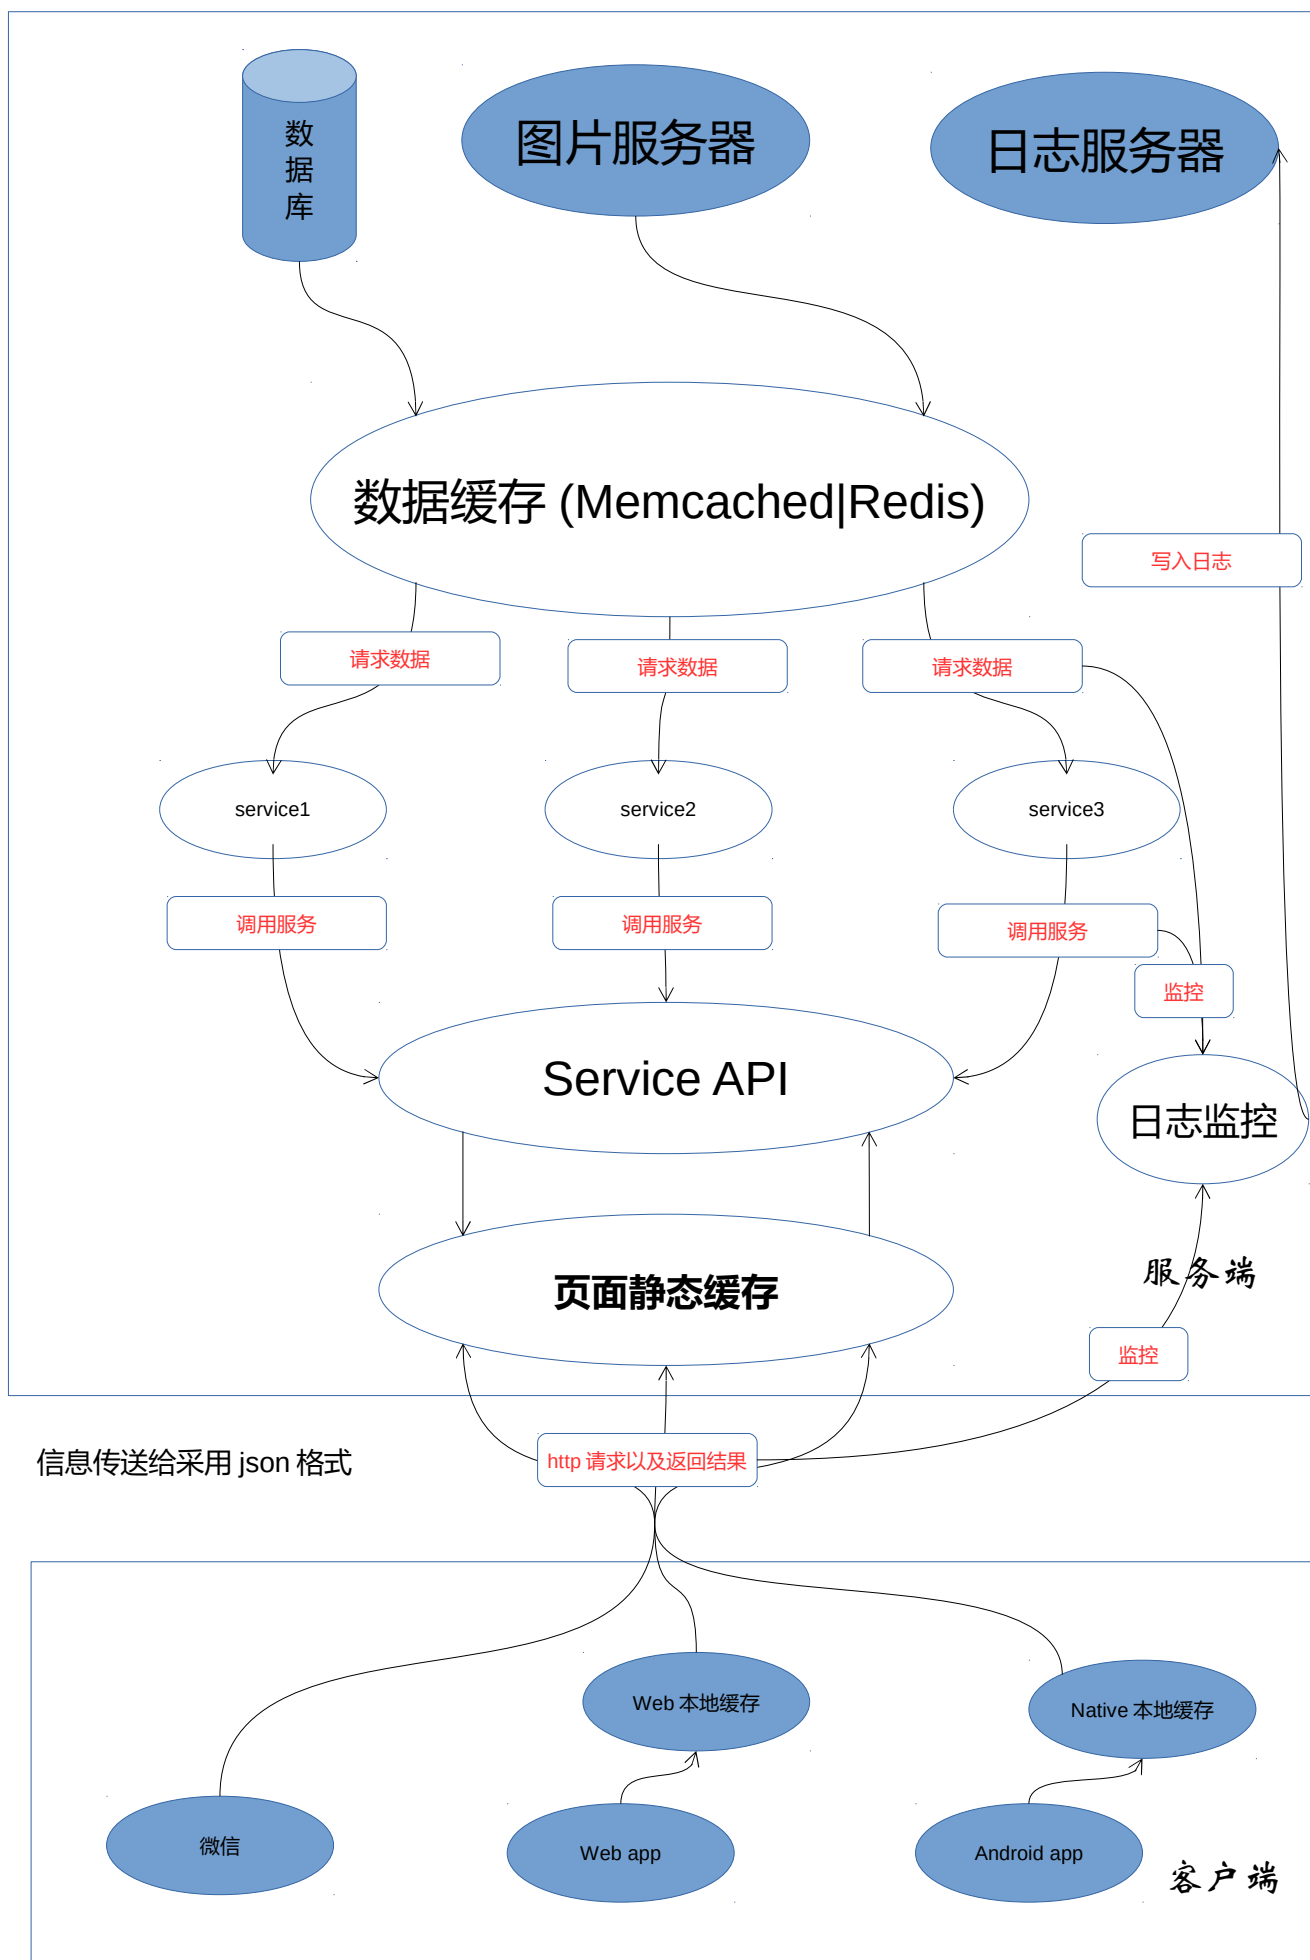 数
据
库
图片服务器
日志服务器
数据缓存 (Memcached|Redis)
写入日志
请求数据
请求数据
请求数据
service1
service2
service3
调用服务
调用服务
调用服务
监控
Service API
日志监控
页面静态缓存
服务端
监控
信息传送给采用 json 格式
http 请求以及返回结果
Web 本地缓存
Native 本地缓存
微信
Web app
Android app
客户端